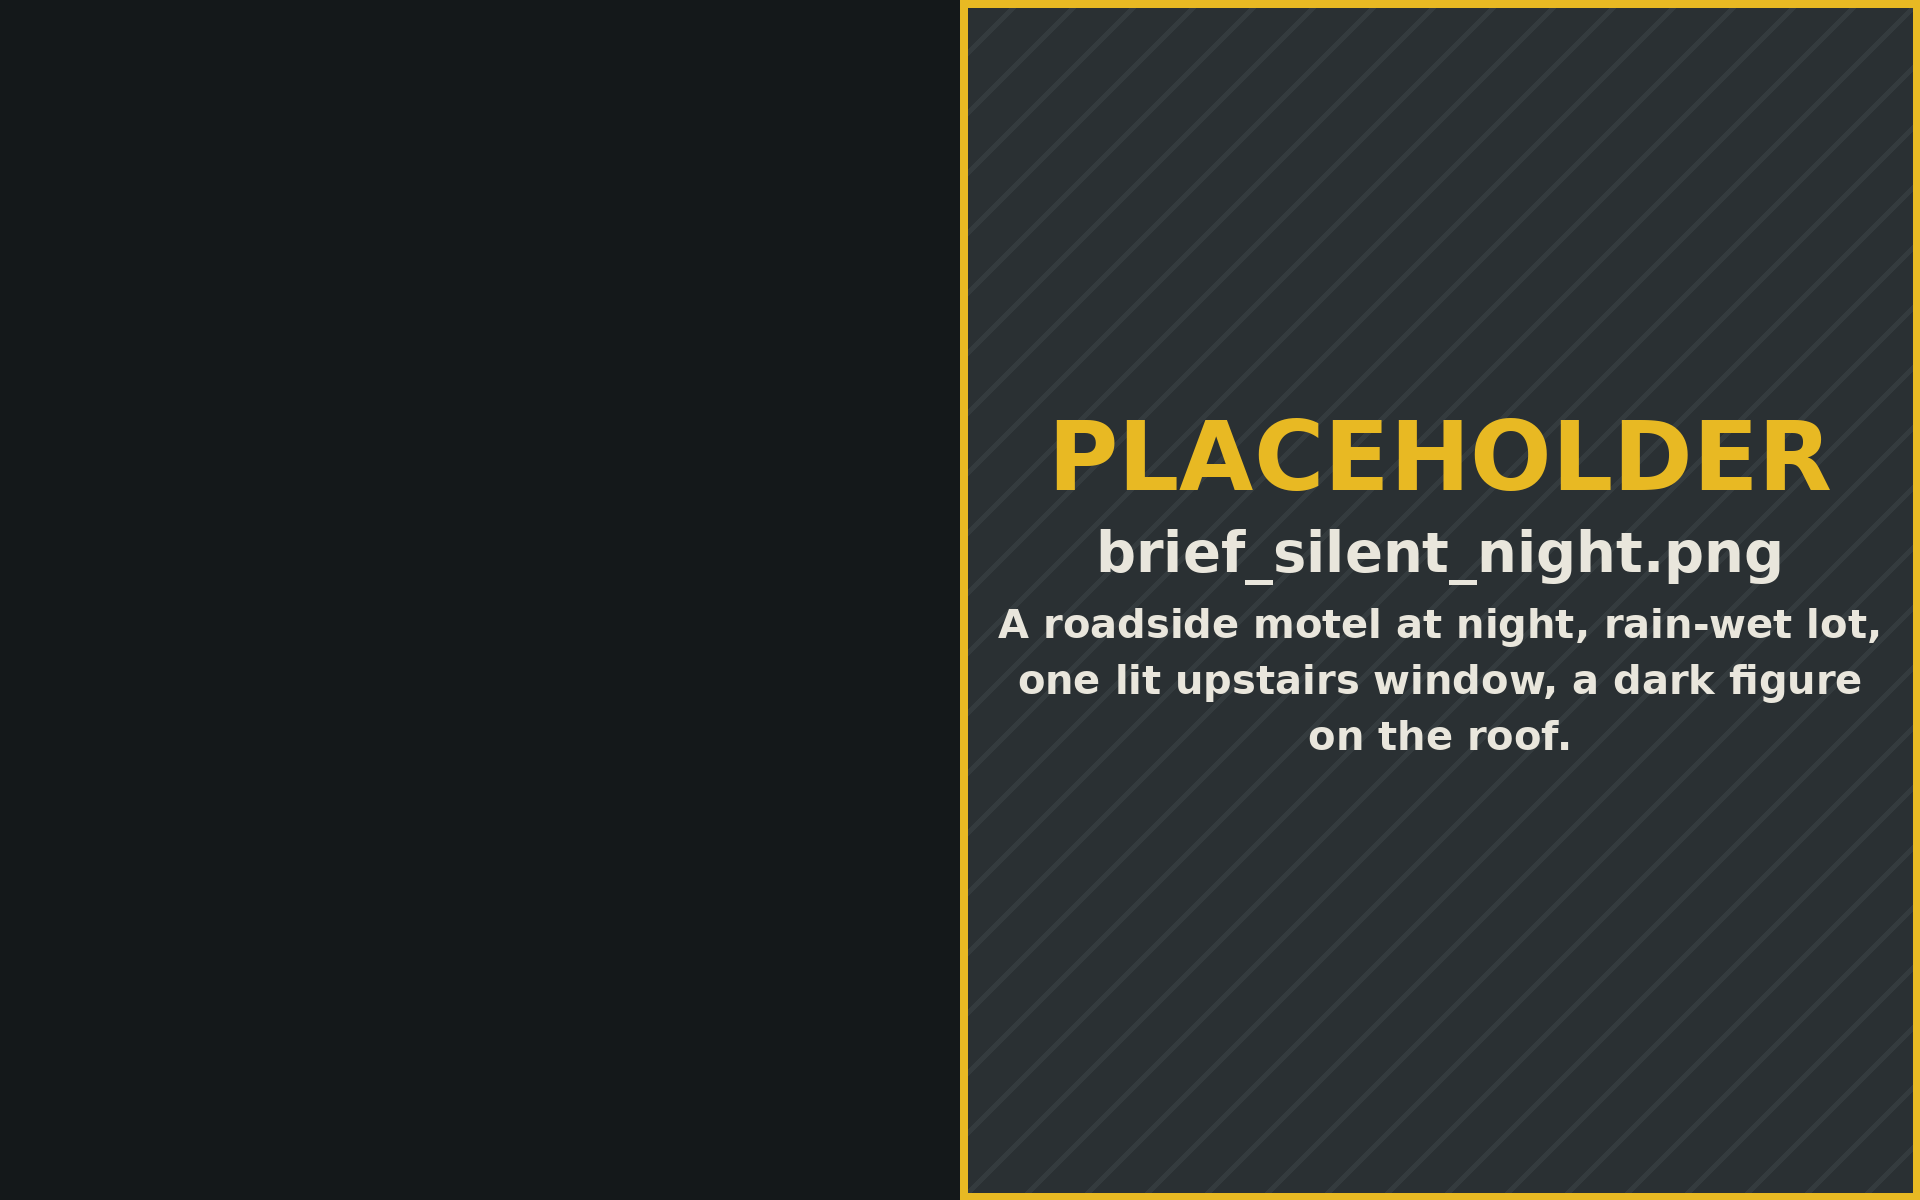 PLACEHOLDER
brief_silent_night.png
A roadside motel at night, rain-wet lot,
one lit upstairs window, a dark figure
on the roof.